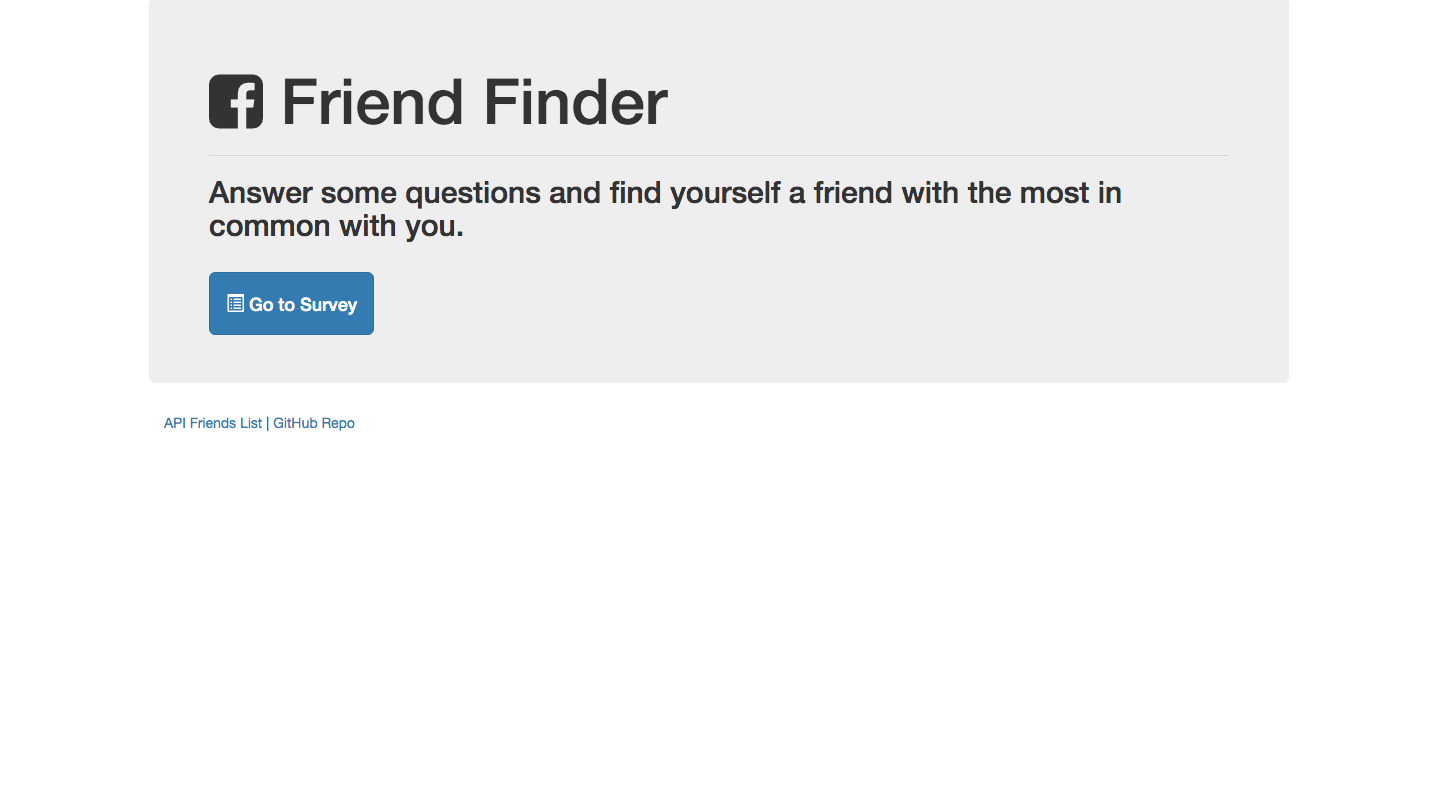 Friend Finder
Answer some questions and find yourself a friend with the most in
common with you.
Go to Survey
API Friends List | GitHub Repo